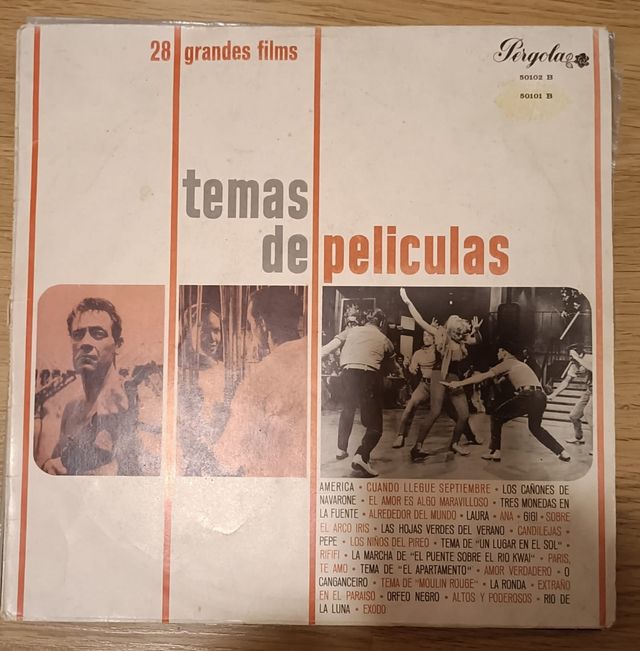 28 grandes films
Pérgola
50102 B
50101 B
temas
de peliculas
AMERICA • CUANDO LLEGUE SEPTIEMBRE • LOS CAÑONES DE
NAVARONE • EL AMOR ES ALGO MARAVILLOSO • TRES MONEDAS EN
LA FUENTE • ALREDEDOR DEL MUNDO • LAURA • ANA • GIGI • SOBRE
EL ARCO IRIS • LAS HOJAS VERDES DEL VERANO • CANDILEJAS •
PEPE • LOS NIÑOS DEL PIREO • TEMA DE "UN LUGAR EN EL SOL" •
RIFIFI • LA MARCHA DE "EL PUENTE SOBRE EL RIO KWAI" • PARIS,
TE AMO • TEMA DE "EL APARTAMENTO" • AMOR VERDADERO • O
CANGANCEIRO • TEMA DE "MOULIN ROUGE" • LA RONDA • EXTRAÑO
EN EL PARAISO • ORFEO NEGRO • ALTOS Y PODEROSOS • RIO DE
LA LUNA • EXODO